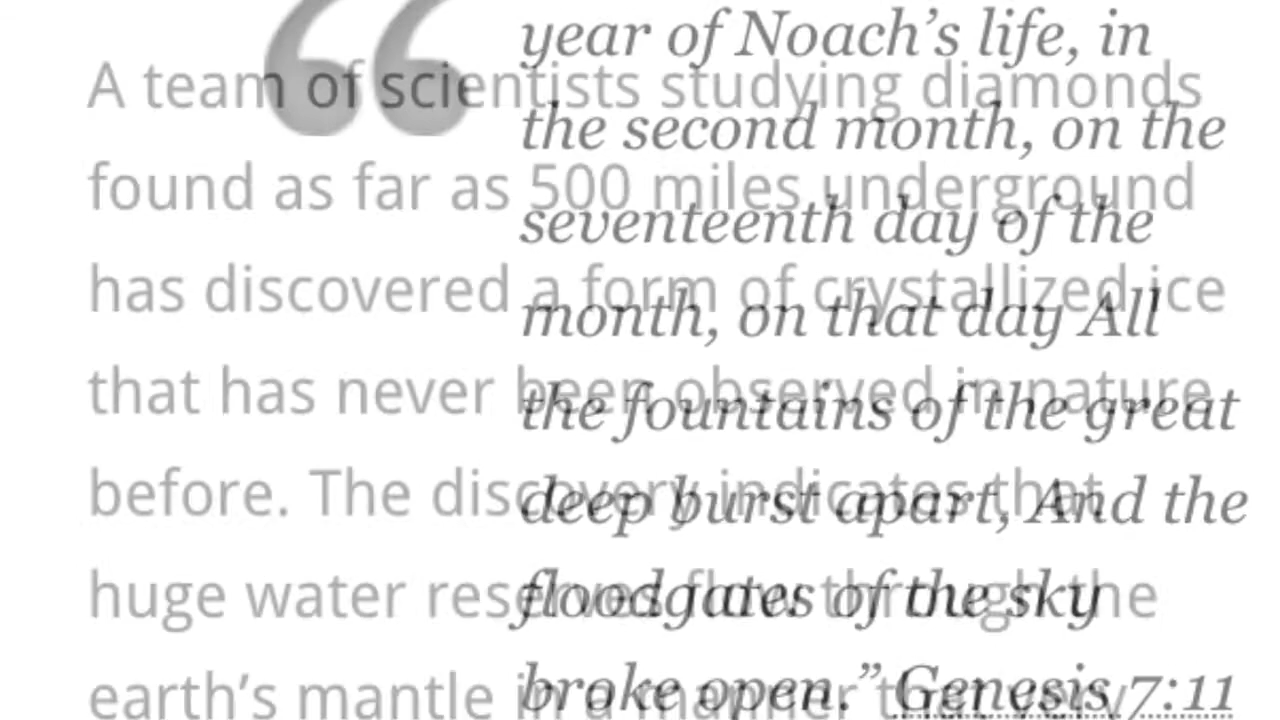 A team of scientists studying diamonds
found as far as 500 miles underground
has discovered a form of crystallized ice
that has never been observed in nature
before. The discovery indicates that
huge water reserves flow through the
earth’s mantle in a manner that very
“
year of Noach’s life, in
the second month, on the
seventeenth day of the
month, on that day All
the fountains of the great
deep burst apart, And the
floodgates of the sky
broke open.” Genesis 7:11